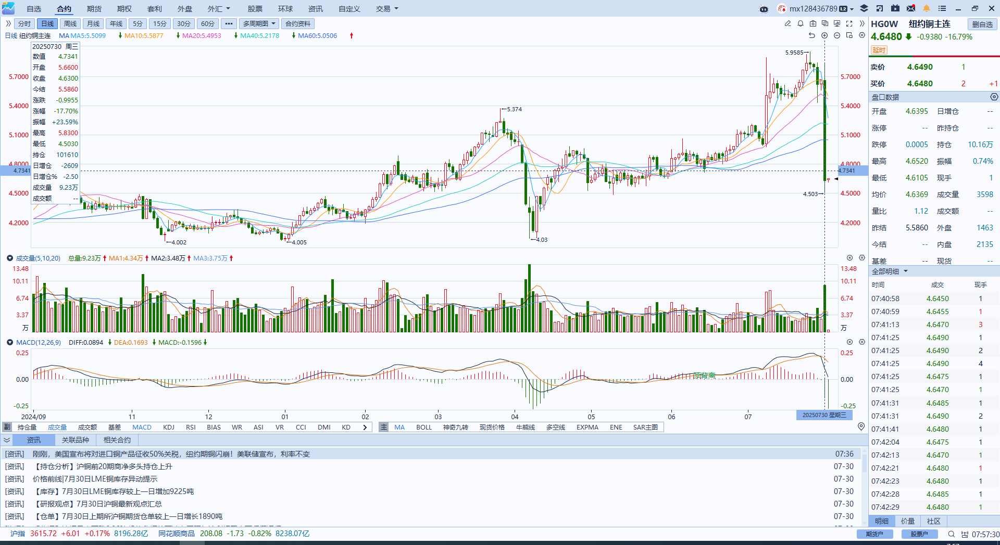 自选 合约 期货 期权 套利 外盘 外汇 股票 环球 资讯 自定义 交易 mx128436789 L2
分时 日线 周线 月线 年线 5分 15分 30分 60分 ••• 多周期图 合约资料
日线 纽约铜主连 MA MA5:5.5099 MA10:5.5877 MA20:5.4953 MA40:5.2178 MA60:5.0506
20250730 周三
数值 4.7341
开盘 5.6600
收盘 4.6300
今结 5.5860
涨跌 -0.9955
涨幅 -17.70%
振幅 +23.59%
最高 5.8300
最低 4.5030
持仓 101610
日增仓 -2609
日增仓% -2.50
成交量 9.23万
成交额 --
5.7000
5.4000
5.1000
4.8000
4.7341
4.5000
4.2000
5.9585
5.374
4.503
4.002
4.005
4.03
5.7000
5.4000
5.1000
4.8000
4.7341
4.5000
4.2000
成交量(5,10,20) 总量:9.23万 MA1:4.34万 MA2:3.48万 MA3:3.75万
13.48 13.48
10.11 10.11
6.74 6.74
3.37 3.37
万 万
MACD(12,26,9) DIFF:0.0894 DEA:0.1693 MACD:-0.1596
0.25 0.25
0.00 顶背离 0.00
-0.25 -0.25
2024/09 11 12 01 02 03 04 05 06 07 20250730 星期三
副 持仓量 成交量 成交额 基差 MACD KDJ RSI BIAS WR ASI VR CCI DMI KD 主 MA BOLL 神奇九转 现货价格 牛熊线 多空线 EXPMA ENE SAR主图
资讯 关联品种 相关合约
[资讯] 刚刚，美国宣布将对进口铜产品征收50%关税，纽约期铜闪崩！美联储宣布，利率不变 07:36
[资讯] 【持仓分析】沪铜前20期商净多头持仓上升 07-30
[资讯] 价格前线|7月30日LME铜库存异动提示 07-30
[资讯] 【库存】7月30日LME铜库存较上一日增加9225吨 07-30
[资讯] 【研报观点】7月30日沪铜最新观点汇总 07-30
[资讯] 【仓单】7月30日上期所沪铜期货仓单较上一日增长1890吨 07-30
HG0W 纽约铜主连 删自选
4.6480 -0.9380 -16.79%
延时
卖价 4.6490 1
买价 4.6480 2 +1
盘口数据
开盘 4.6395 日增仓 --
涨停 -- 昨持仓 --
跌停 0.0005 持仓 10.16万
最高 4.6520 振幅 0.74%
最低 4.6105 现手 1
均价 4.6369 成交量 3598
量比 1.12 成交额 --
昨结 5.5860 外盘 1463
今结 -- 内盘 2135
基差 -- 现货 --
全部明细
时间 成交 现手
07:40:58 4.6450 1
07:40:59 4.6455 1
07:41:13 4.6470 3
07:41:25 4.6490 1
07:41:25 4.6490 2
07:41:25 4.6490 4
07:41:25 4.6475 1
07:41:25 4.6470 1
07:41:31 4.6485 1
07:41:31 4.6490 2
07:41:41 4.6480 1
07:42:04 4.6475 1
07:42:13 4.6470 1
07:42:21 4.6480 1
07:42:23 4.6480 1
07:42:28 4.6485 1
07:42:29 4.6480 1
明细 价量 社区
沪指 3615.72 +6.01 +0.17% 8196.28亿 同花顺商品 208.08 -1.73 -0.82% 8238.07亿 期货户 股票户 07:57:30